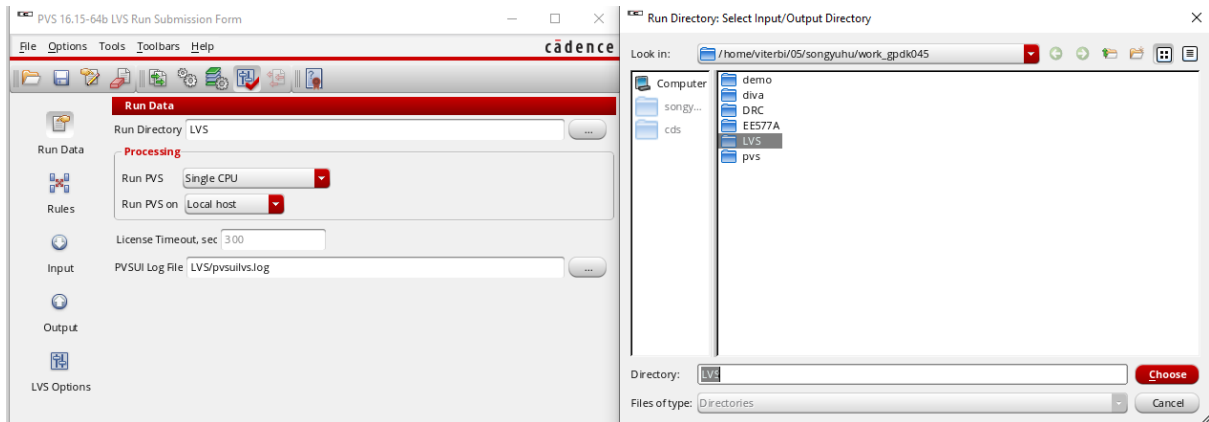 PVS 16.15-64b LVS Run Submission Form
File Options Tools Toolbars Help
cādence
Run Data
Rules
Input
Output
LVS Options
Run Data
Run Directory LVS ...
Processing
Run PVS Single CPU
Run PVS on Local host
License Timeout, sec 300
PVSUI Log File LVS/pvsuilvs.log ...
Run Directory: Select Input/Output Directory
Look in: /home/viterbi/05/songyuhu/work_gpdk045
Computer
songy...
cds
demo
diva
DRC
EE577A
LVS
pvs
Directory: LVS Choose
Files of type: Directories Cancel